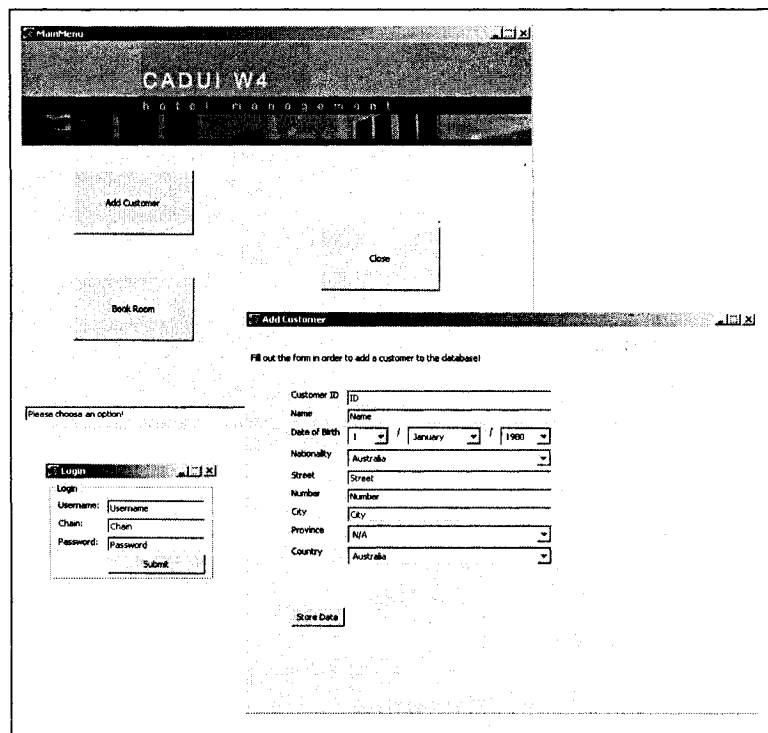 MainMenu
CADUI W4
hotel management
Add Customer
Close
Book Room
Please choose an option!
Add Customer
Fill out the form in order to add a customer to the database!
Customer ID ID
Name Name
Date of Birth 1 / January / 1980
Nationality Australia
Street Street
Number Number
City City
Province N/A
Country Australia
Store Data
Login
Login
Username: Username
Chain: Chain
Password: Password
Submit